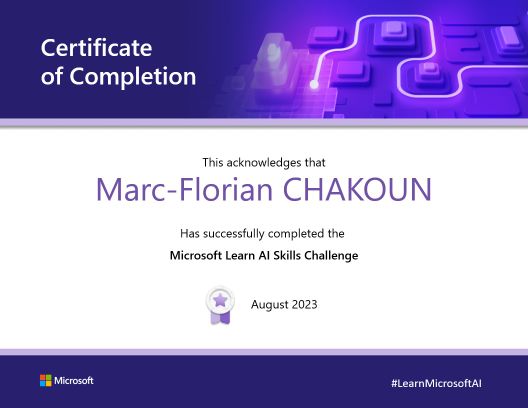 Certificate
of Completion
This acknowledges that
Marc-Florian CHAKOUN
Has successfully completed the
Microsoft Learn AI Skills Challenge
August 2023
Microsoft
#LearnMicrosoftAI